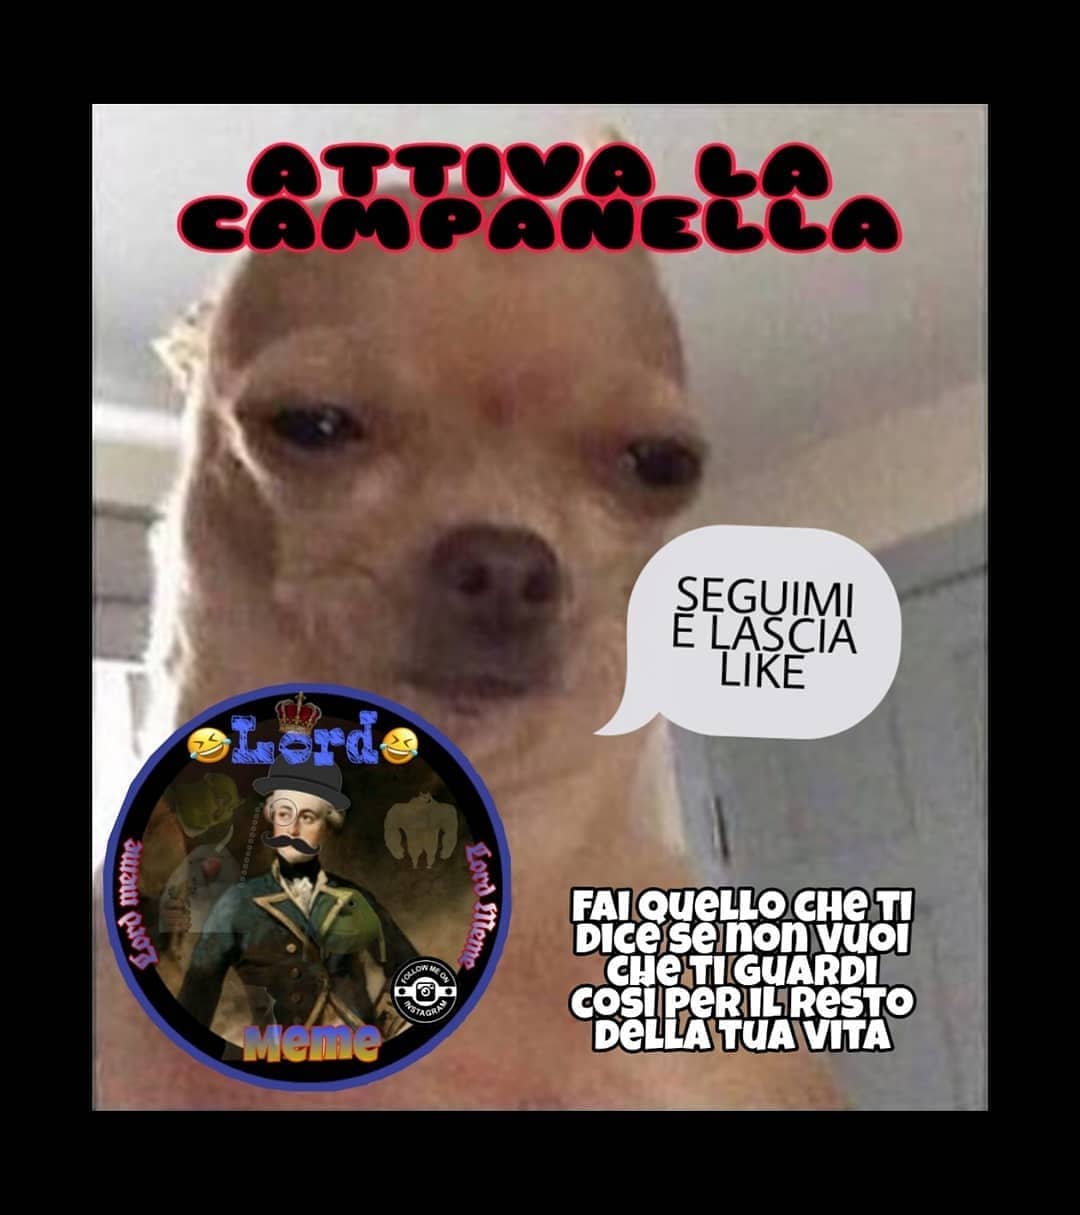 ATTIVA LA
CAMPANELLA
SEGUIMI
E LASCIA
LIKE
🤣Lord🤣
Lord meme
Lord Meme
FOLLOW ME ON
INSTAGRAM
Meme
Fai quello che ti
dice se non vuoi
che ti guardi
così per il resto
della tua vita